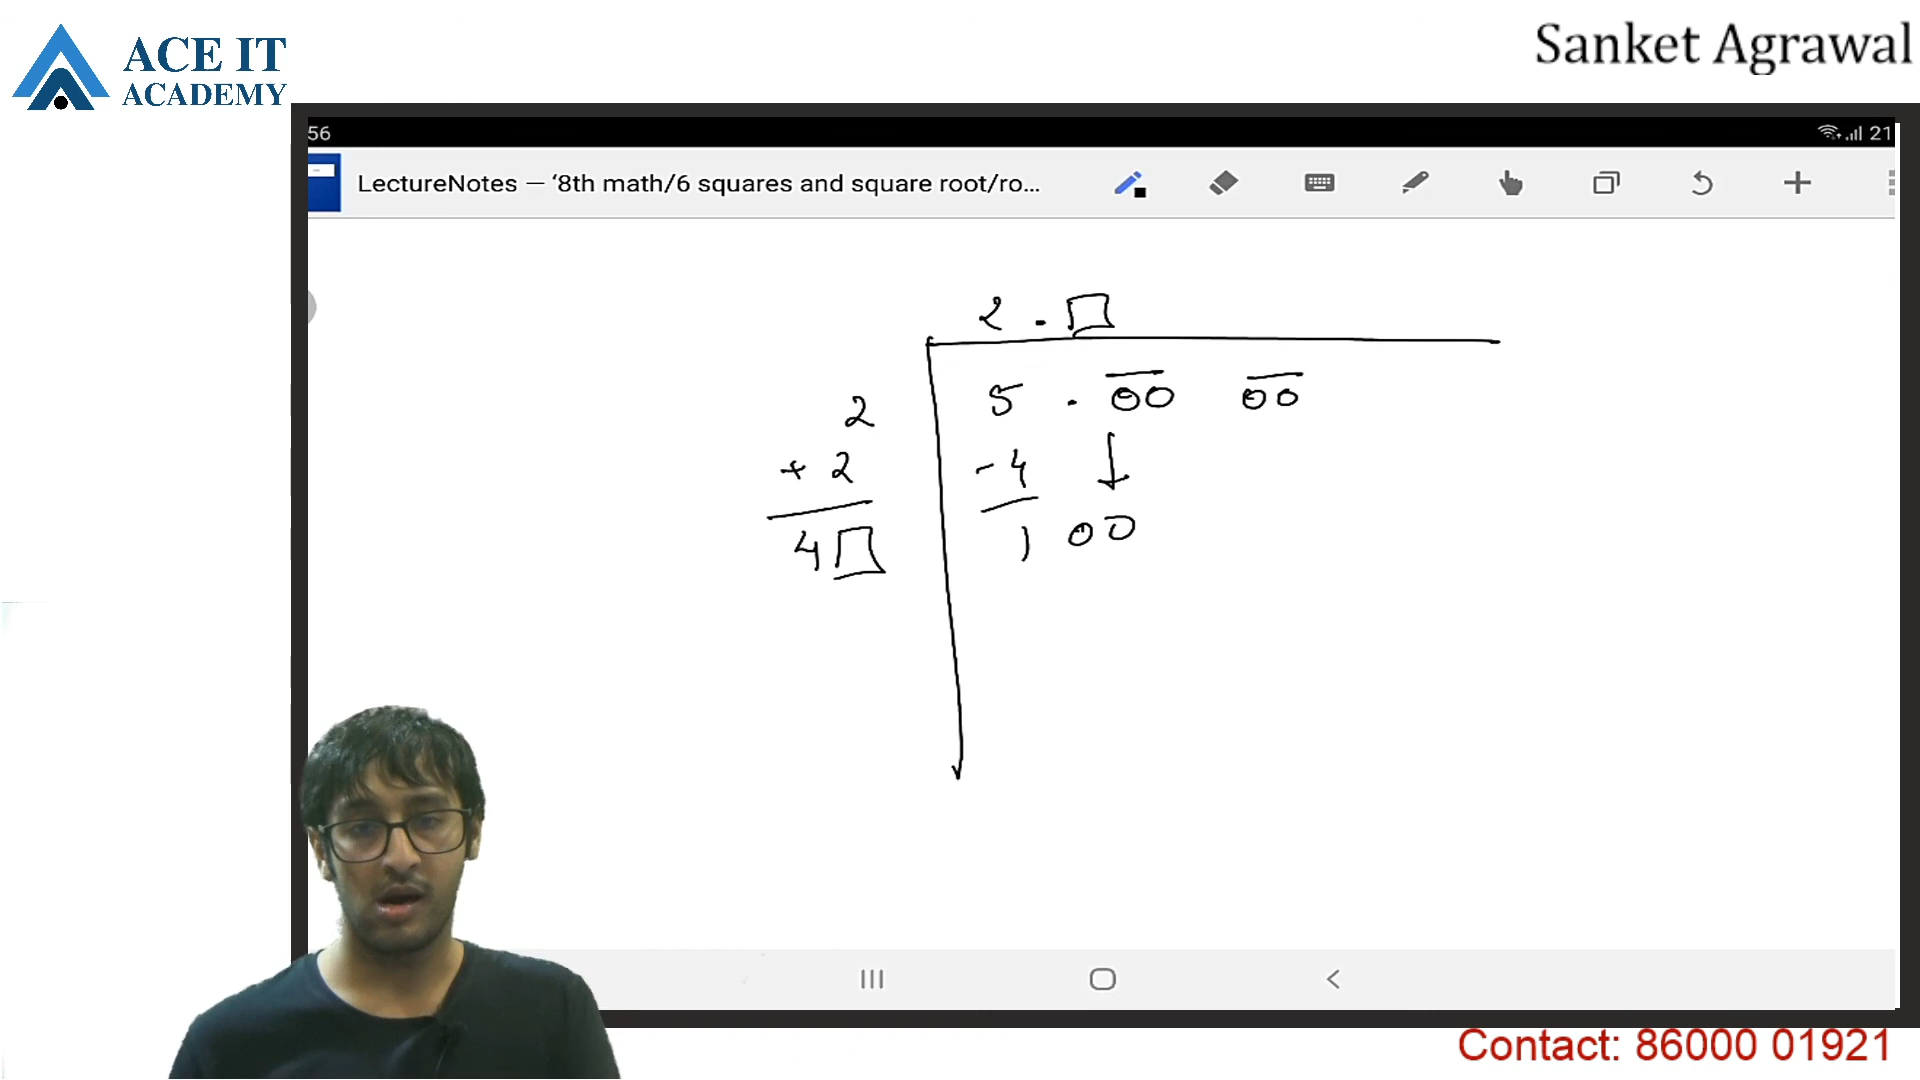 ACE IT
ACADEMY
Sanket Agrawal
56
21
LectureNotes — ‘8th math/6 squares and square root/ro...
2 . □
2
5 . 00 00
+ 2
- 4
4 □
1 00
Contact: 86000 01921